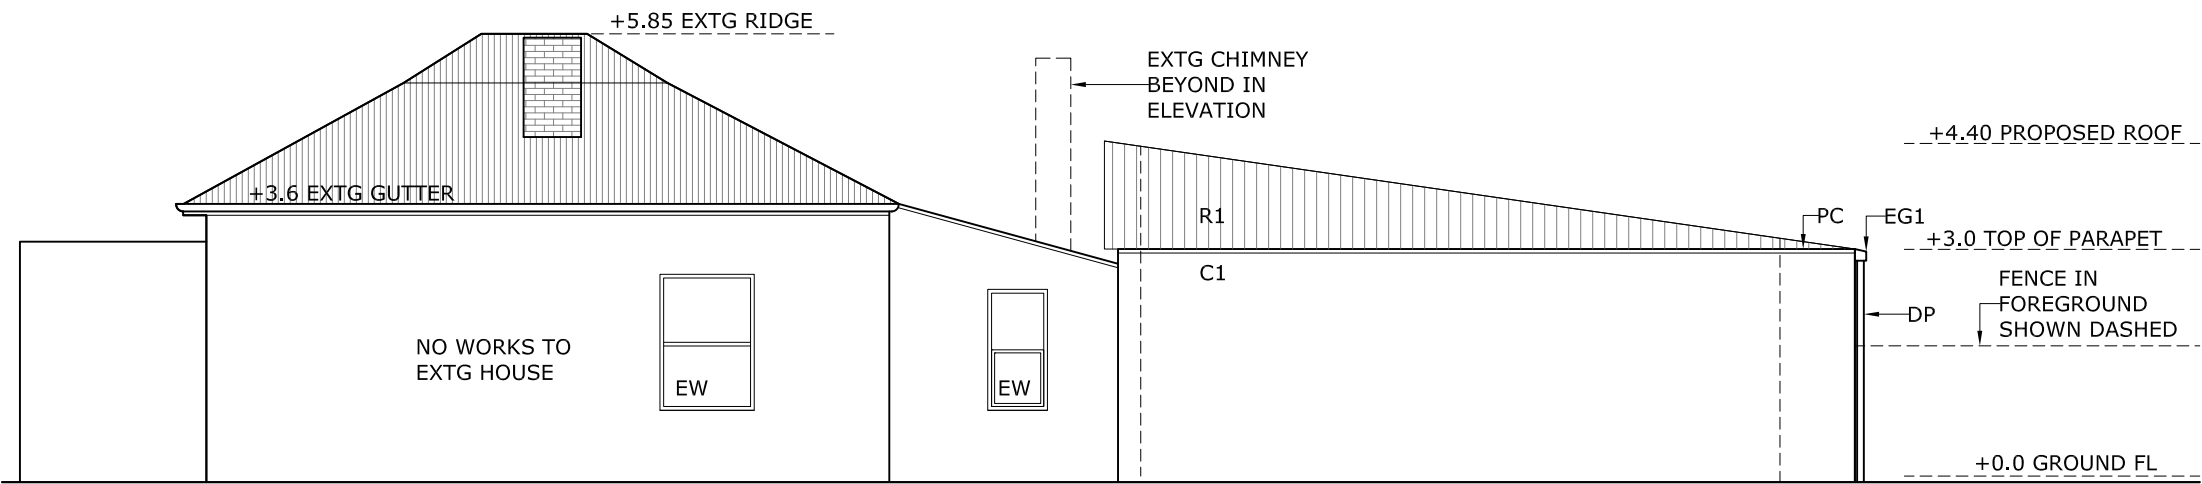 +5.85 EXTG RIDGE
EXTG CHIMNEY
BEYOND IN
ELEVATION
+4.40 PROPOSED ROOF
+3.6 EXTG GUTTER
R1
PC
EG1
+3.0 TOP OF PARAPET
C1
FENCE IN
FOREGROUND
SHOWN DASHED
DP
NO WORKS TO
EXTG HOUSE
EW
EW
+0.0 GROUND FL